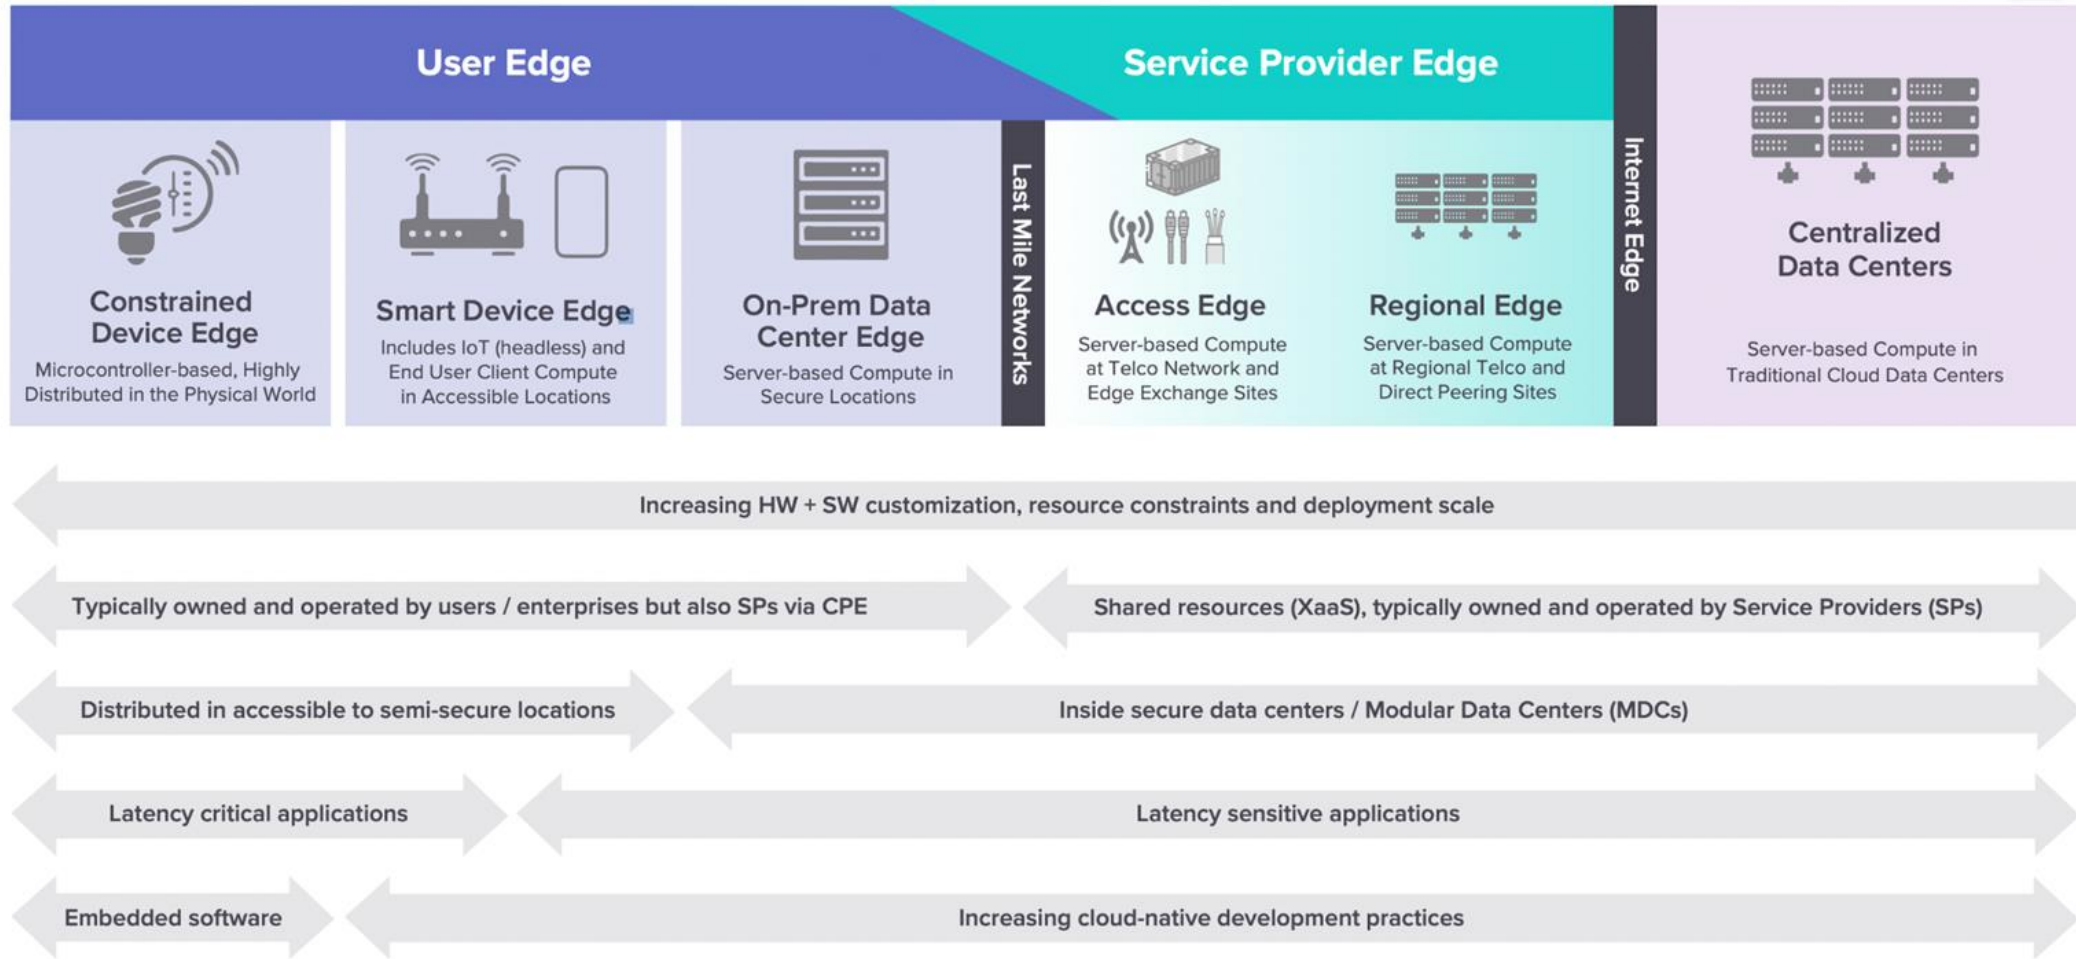 User Edge
Service Provider Edge
Constrained
Device Edge
Microcontroller-based, Highly
Distributed in the Physical World
Smart Device Edge
Includes IoT (headless) and
End User Client Compute
in Accessible Locations
On-Prem Data
Center Edge
Server-based Compute in
Secure Locations
Last Mile Networks
Access Edge
Server-based Compute
at Telco Network and
Edge Exchange Sites
Regional Edge
Server-based Compute
at Regional Telco and
Direct Peering Sites
Internet Edge
Centralized
Data Centers
Server-based Compute in
Traditional Cloud Data Centers
Increasing HW + SW customization, resource constraints and deployment scale
Typically owned and operated by users / enterprises but also SPs via CPE
Shared resources (XaaS), typically owned and operated by Service Providers (SPs)
Distributed in accessible to semi-secure locations
Inside secure data centers / Modular Data Centers (MDCs)
Latency critical applications
Latency sensitive applications
Embedded software
Increasing cloud-native development practices